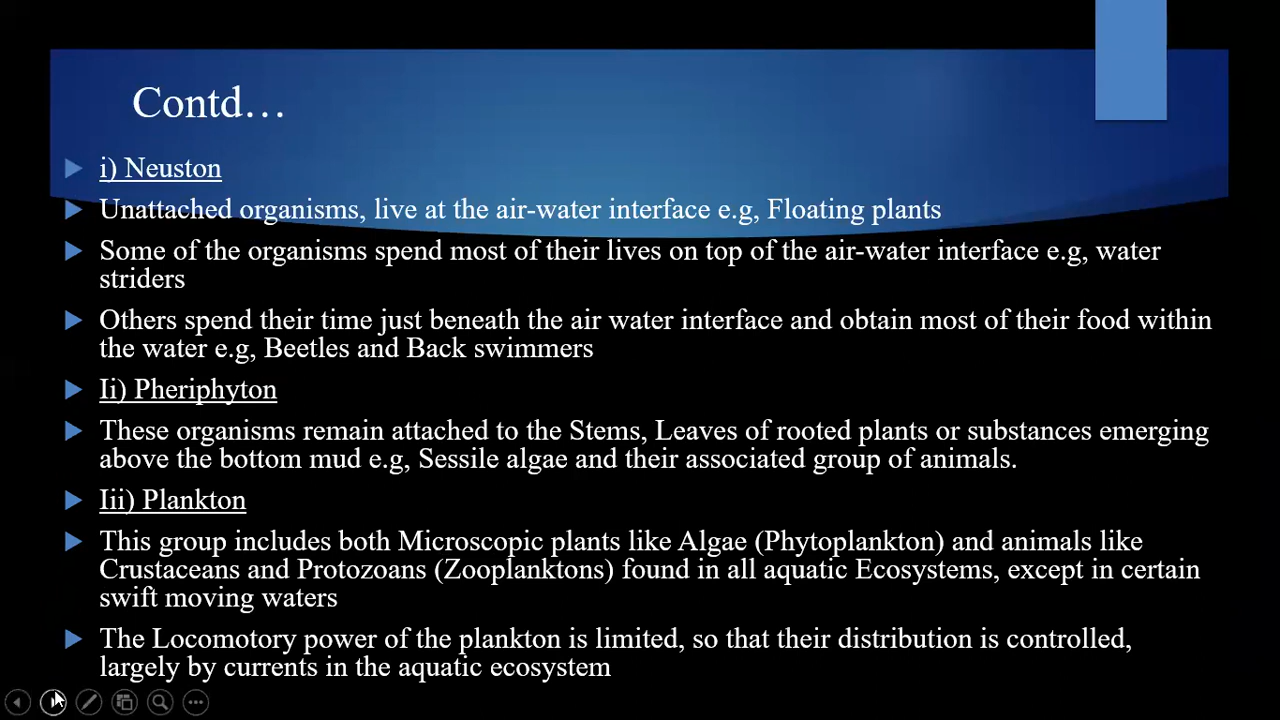 Contd…
i) Neuston
Unattached organisms, live at the air-water interface e.g, Floating plants
Some of the organisms spend most of their lives on top of the air-water interface e.g, water
striders
Others spend their time just beneath the air water interface and obtain most of their food within
the water e.g, Beetles and Back swimmers
Ii) Pheriphyton
These organisms remain attached to the Stems, Leaves of rooted plants or substances emerging
above the bottom mud e.g, Sessile algae and their associated group of animals.
Iii) Plankton
This group includes both Microscopic plants like Algae (Phytoplankton) and animals like
Crustaceans and Protozoans (Zooplanktons) found in all aquatic Ecosystems, except in certain
swift moving waters
The Locomotory power of the plankton is limited, so that their distribution is controlled,
largely by currents in the aquatic ecosystem